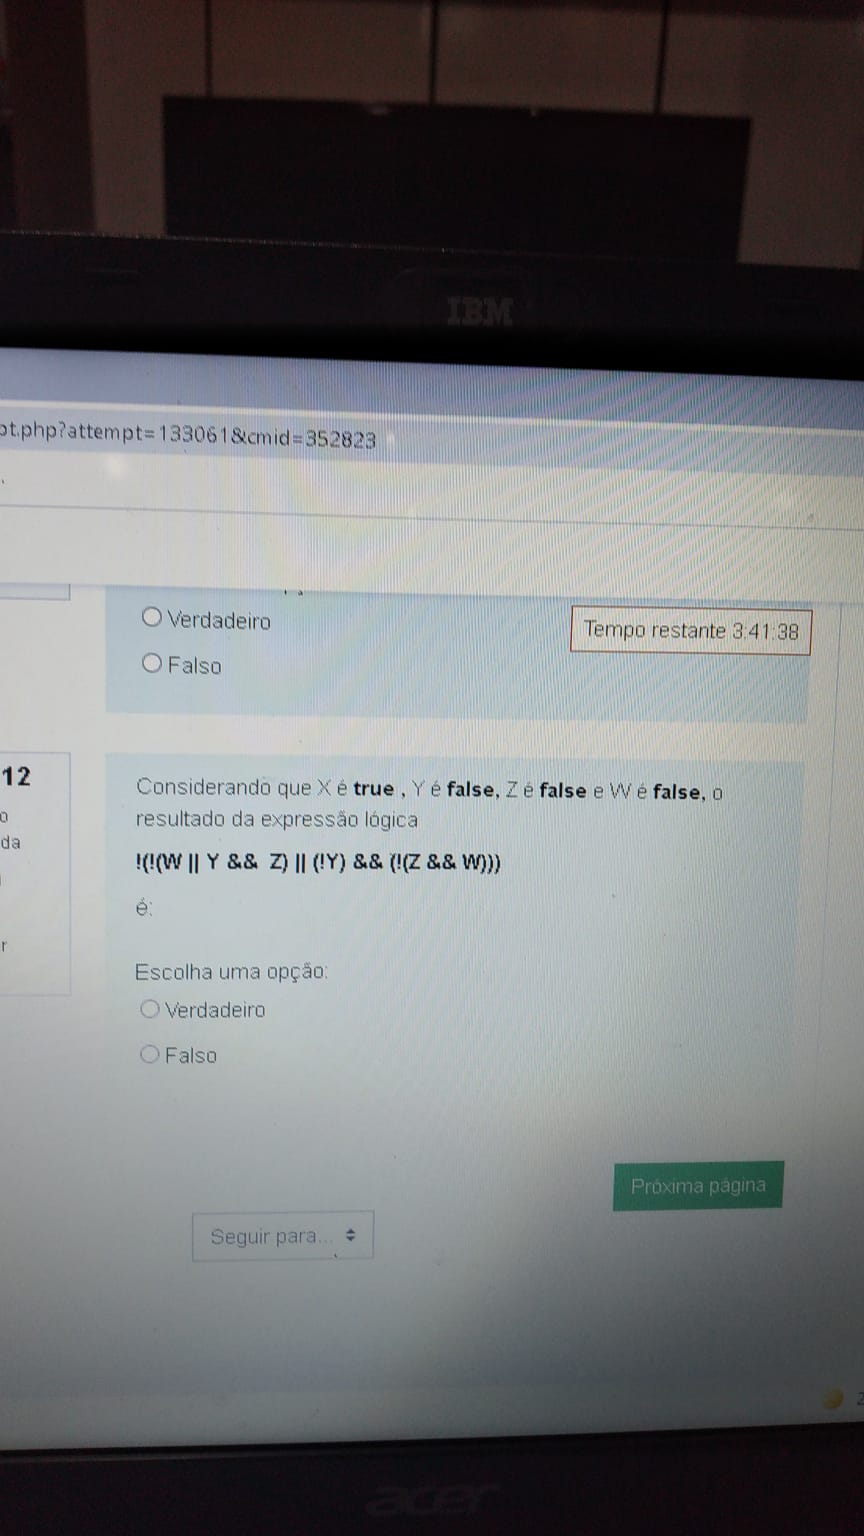 IBM
pt.php?attempt=133061&cmid=352823
Verdadeiro
Tempo restante 3:41:38
Falso
12
o
da
r
Considerando que X é true , Y é false, Z é false e W é false, o
resultado da expressão lógica
!(!(W || Y && Z) || (!Y) && (!(Z && W)))
é:
Escolha uma opção:
Verdadeiro
Falso
Próxima página
Seguir para...
acer